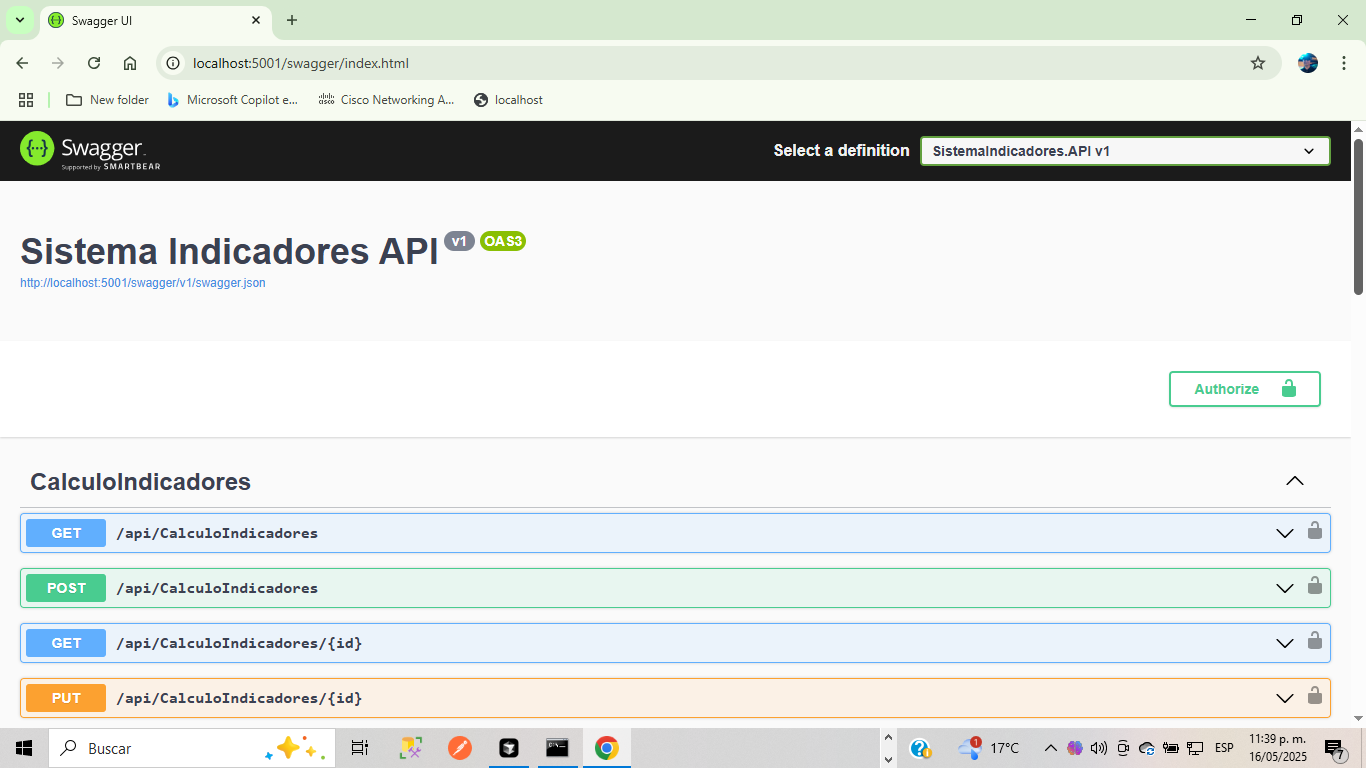 Swagger UI
localhost:5001/swagger/index.html
New folder
Microsoft Copilot e...
Cisco Networking A...
localhost
Swagger.
Supported by SMARTBEAR
Select a definition
SistemaIndicadores.API v1
Sistema Indicadores API v1 OAS3
http://localhost:5001/swagger/v1/swagger.json
Authorize
CalculoIndicadores
GET /api/CalculoIndicadores
POST /api/CalculoIndicadores
GET /api/CalculoIndicadores/{id}
PUT /api/CalculoIndicadores/{id}
Buscar
1
17°C
ESP
11:39 p. m.
16/05/2025
7